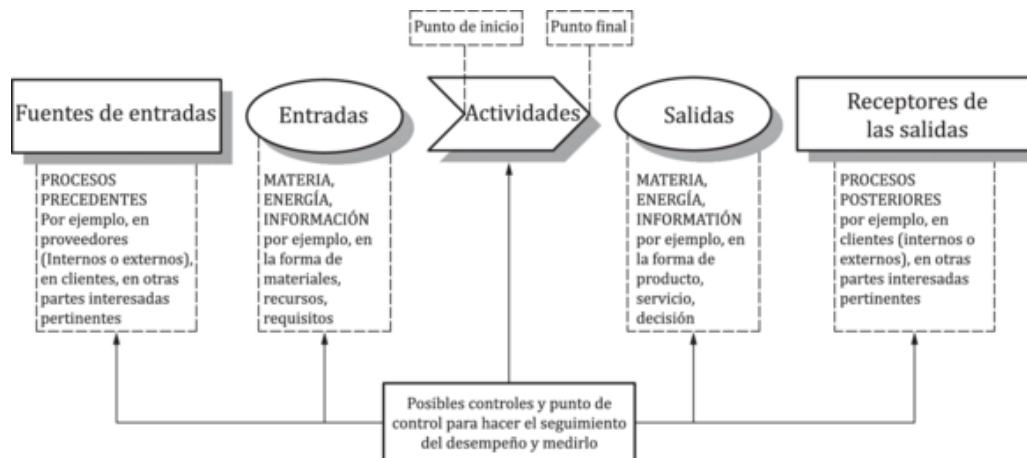 Punto de inicio
Punto final
Fuentes de entradas
Entradas
Actividades
Salidas
Receptores de
las salidas
PROCESOS
PRECEDENTES
Por ejemplo, en
proveedores
(Internos o externos),
en clientes, en otras
partes interesadas
pertinentes
MATERIA,
ENERGÍA,
INFORMACIÓN
por ejemplo, en
la forma de
materiales,
recursos,
requisitos
MATERIA,
ENERGÍA,
INFORMATIÓN
por ejemplo, en
la forma de
producto,
servicio,
decisión
PROCESOS
POSTERIORES
por ejemplo, en
clientes (internos o
externos), en otras
partes interesadas
pertinentes
Posibles controles y punto de
control para hacer el seguimiento
del desempeño y medirlo